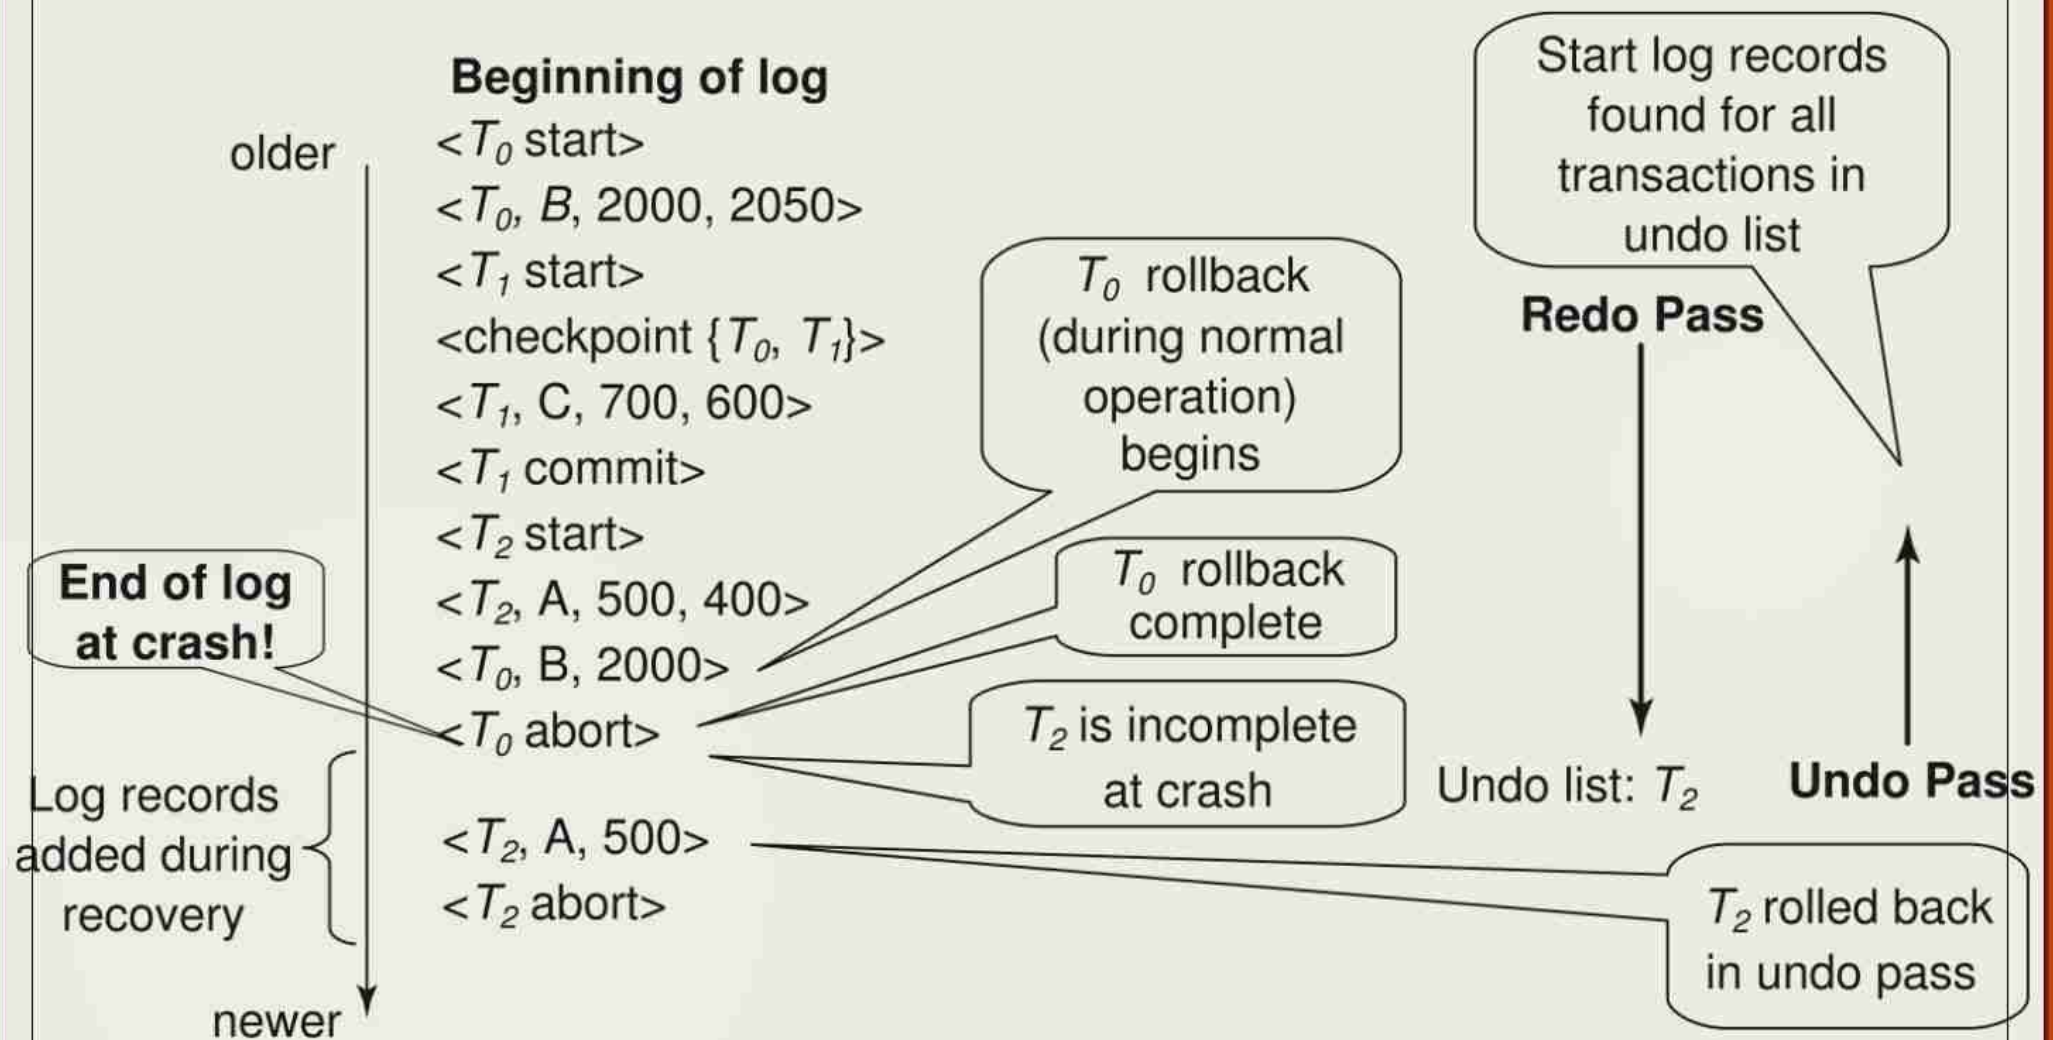 Beginning of log
older
<T0 start>
<T0, B, 2000, 2050>
<T1 start>
<checkpoint {T0, T1}>
<T1, C, 700, 600>
<T1 commit>
<T2 start>
<T2, A, 500, 400>
<T0, B, 2000>
<T0 abort>
<T2, A, 500>
<T2 abort>
newer
End of log
at crash!
Log records
added during
recovery
T0 rollback
(during normal
operation)
begins
T0 rollback
complete
T2 is incomplete
at crash
Start log records
found for all
transactions in
undo list
Redo Pass
Undo list: T2
Undo Pass
T2 rolled back
in undo pass